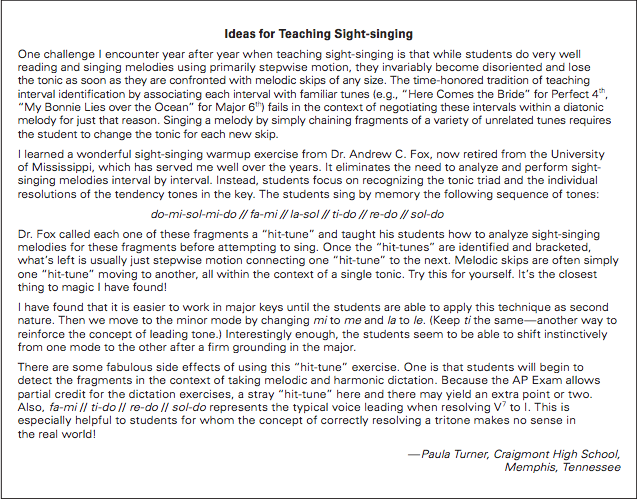 Ideas for Teaching Sight-singing
One challenge I encounter year after year when teaching sight-singing is that while students do very well
reading and singing melodies using primarily stepwise motion, they invariably become disoriented and lose
the tonic as soon as they are confronted with melodic skips of any size. The time-honored tradition of teaching
interval identification by associating each interval with familiar tunes (e.g., “Here Comes the Bride” for Perfect 4th,
“My Bonnie Lies over the Ocean” for Major 6th) fails in the context of negotiating these intervals within a diatonic
melody for just that reason. Singing a melody by simply chaining fragments of a variety of unrelated tunes requires
the student to change the tonic for each new skip.
I learned a wonderful sight-singing warmup exercise from Dr. Andrew C. Fox, now retired from the University
of Mississippi, which has served me well over the years. It eliminates the need to analyze and perform sight-
singing melodies interval by interval. Instead, students focus on recognizing the tonic triad and the individual
resolutions of the tendency tones in the key. The students sing by memory the following sequence of tones:
do-mi-sol-mi-do // fa-mi // la-sol // ti-do // re-do // sol-do
Dr. Fox called each one of these fragments a “hit-tune” and taught his students how to analyze sight-singing
melodies for these fragments before attempting to sing. Once the “hit-tunes” are identified and bracketed,
what’s left is usually just stepwise motion connecting one “hit-tune” to the next. Melodic skips are often simply
one “hit-tune” moving to another, all within the context of a single tonic. Try this for yourself. It’s the closest
thing to magic I have found!
I have found that it is easier to work in major keys until the students are able to apply this technique as second
nature. Then we move to the minor mode by changing mi to me and la to le. (Keep ti the same—another way to
reinforce the concept of leading tone.) Interestingly enough, the students seem to be able to shift instinctively
from one mode to the other after a firm grounding in the major.
There are some fabulous side effects of using this “hit-tune” exercise. One is that students will begin to
detect the fragments in the context of taking melodic and harmonic dictation. Because the AP Exam allows
partial credit for the dictation exercises, a stray “hit-tune” here and there may yield an extra point or two.
Also, fa-mi // ti-do // re-do // sol-do represents the typical voice leading when resolving V7 to I. This is
especially helpful to students for whom the concept of correctly resolving a tritone makes no sense in
the real world!
—Paula Turner, Craigmont High School,
Memphis, Tennessee